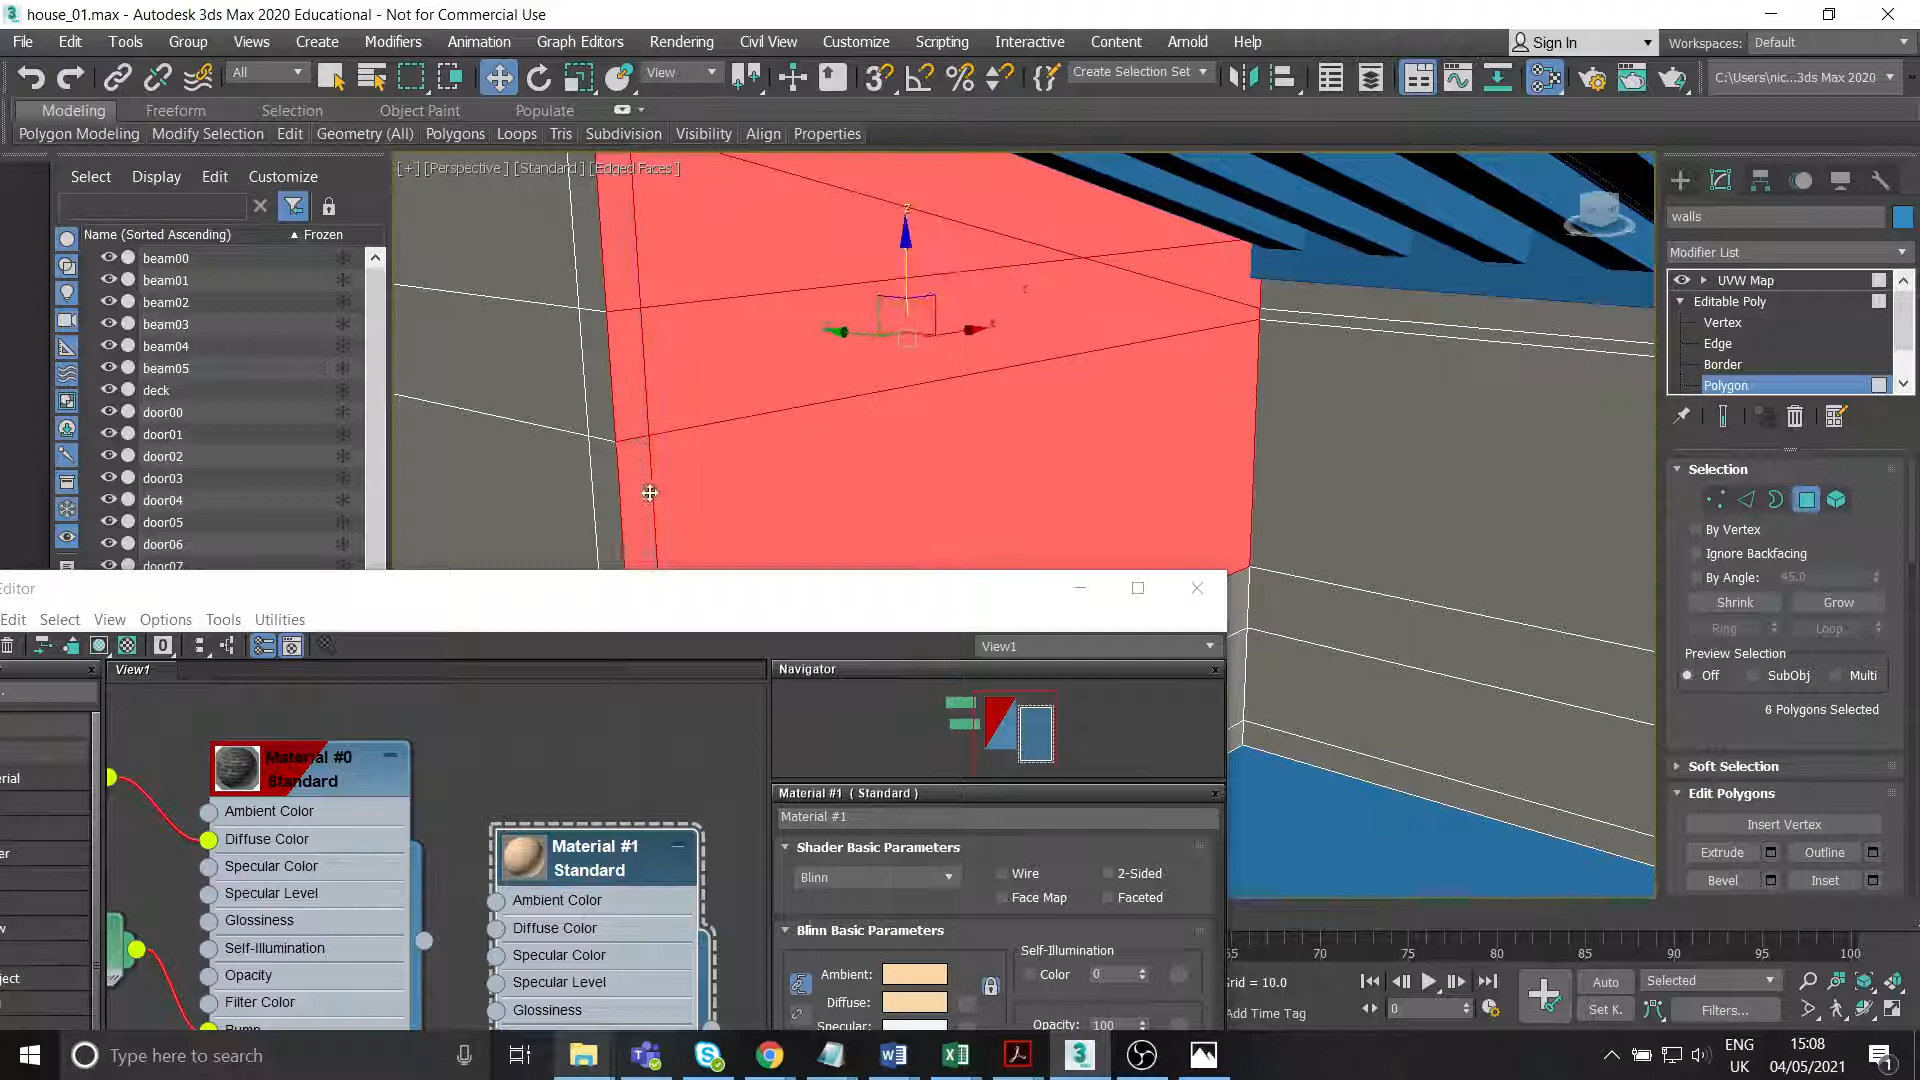 house_01.max - Autodesk 3ds Max 2020 Educational - Not for Commercial Use
File Edit Tools Group Views Create Modifiers Animation Graph Editors Rendering Civil View Customize Scripting Interactive Content Arnold Help Sign In Workspaces: Default
All View Create Selection Set C:\Users\nic...3ds Max 2020
Modeling Freeform Selection Object Paint Populate
Polygon Modeling Modify Selection Edit Geometry (All) Polygons Loops Tris Subdivision Visibility Align Properties
Select Display Edit Customize
[+] [Perspective ] [Standard ] [Edged Faces ]
Name (Sorted Ascending) Frozen
beam00
beam01
beam02
beam03
beam04
beam05
deck
door00
door01
door02
door03
door04
door05
door06
door07
z
x
walls
Modifier List
UVW Map
Editable Poly
Vertex
Edge
Border
Polygon
Selection
By Vertex
Ignore Backfacing
By Angle: 45.0
Shrink Grow
Ring Loop
Preview Selection
Off SubObj Multi
6 Polygons Selected
Soft Selection
Edit Polygons
Insert Vertex
Extrude Outline
Bevel Inset
Editor
Edit Select View Options Tools Utilities
0 View1
View1
Navigator
Material #0
Standard
Ambient Color
Diffuse Color
Specular Color
Specular Level
Glossiness
Self-Illumination
Opacity
Filter Color
Bump
Material #1
Standard
Ambient Color
Diffuse Color
Specular Color
Specular Level
Glossiness
Material #1 ( Standard )
Material #1
Shader Basic Parameters
Blinn Wire 2-Sided
Face Map Faceted
Blinn Basic Parameters
Self-Illumination
Ambient: Color 0
Diffuse:
Specular: Opacity: 100
65 70 75 80 85 90 95 100
Grid = 10.0 Auto Selected
Add Time Tag 0 Set K. Filters...
Type here to search
ENG
UK
15:08
04/05/2021
1